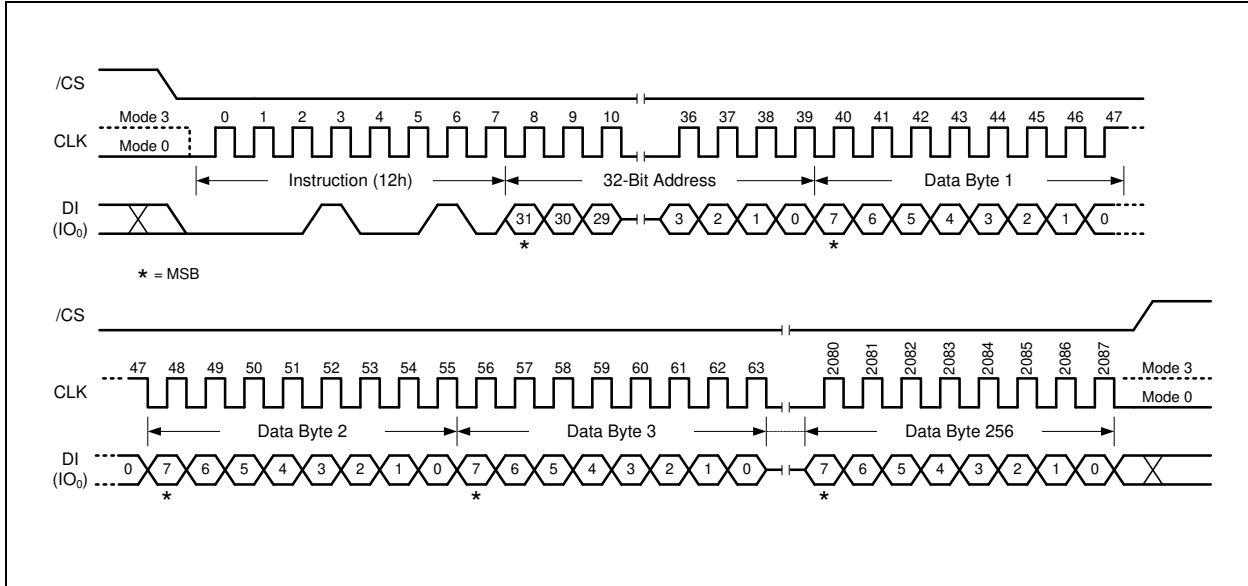 /CS
Mode 3 0 1 2 3 4 5 6 7 8 9 10 36 37 38 39 40 41 42 43 44 45 46 47
CLK
Mode 0
Instruction (12h) 32-Bit Address Data Byte 1
DI
(IO₀)
31 30 29 3 2 1 0 7 6 5 4 3 2 1 0
* *
* = MSB
/CS
47 48 49 50 51 52 53 54 55 56 57 58 59 60 61 62 63 2080 2081 2082 2083 2084 2085 2086 2087
Mode 3
CLK
Mode 0
Data Byte 2 Data Byte 3 Data Byte 256
DI
(IO₀)
0 7 6 5 4 3 2 1 0 7 6 5 4 3 2 1 0 7 6 5 4 3 2 1 0
* * *